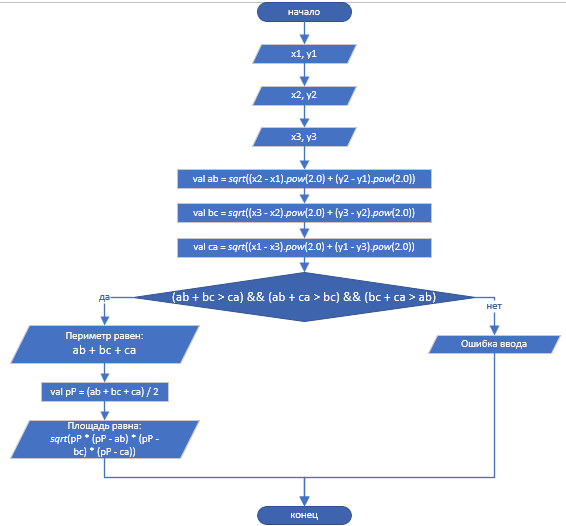 начало
x1, y1
x2, y2
x3, y3
val ab = sqrt((x2 - x1).pow(2.0) + (y2 - y1).pow(2.0))
val bc = sqrt((x3 - x2).pow(2.0) + (y3 - y2).pow(2.0))
val ca = sqrt((x1 - x3).pow(2.0) + (y1 - y3).pow(2.0))
(ab + bc > ca) && (ab + ca > bc) && (bc + ca > ab)
да
нет
Периметр равен:
ab + bc + ca
Ошибка ввода
val pP = (ab + bc + ca) / 2
Площадь равна:
sqrt(pP * (pP - ab) * (pP -
bc) * (pP - ca))
конец